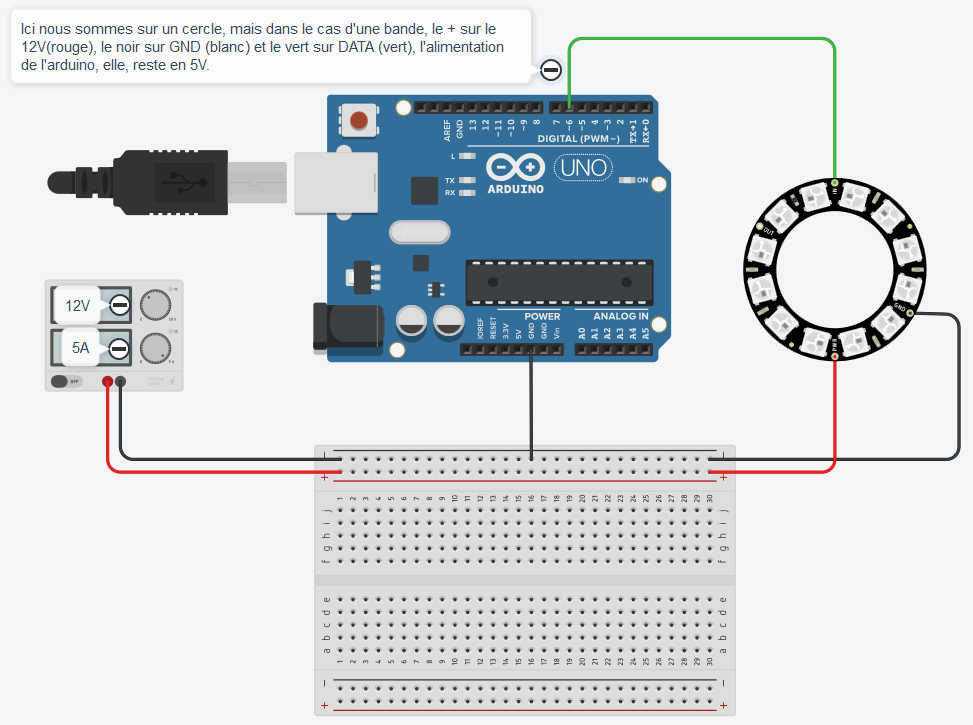 Ici nous sommes sur un cercle, mais dans le cas d'une bande, le + sur le
12V(rouge), le noir sur GND (blanc) et le vert sur DATA (vert), l'alimentation
de l'arduino, elle, reste en 5V.
AREF GND 13 12 ~11 ~10 ~9 8 7 ~6 ~5 4 ~3 2 TX→1 RX←0
DIGITAL (PWM ~)
L
TX
RX
ARDUINO
UNO
ON
IN
OUT
GND
PWR
12V
5A
OFF
POWER
ANALOG IN
IOREF RESET 3.3V 5V GND GND Vin A0 A1 A2 A3 A4 A5
− −
+ +
1 2 3 4 5 6 7 8 9 10 11 12 13 14 15 16 17 18 19 20 21 22 23 24 25 26 27 28 29 30
j j
i i
h h
g g
f f
e e
d d
c c
b b
a a
1 2 3 4 5 6 7 8 9 10 11 12 13 14 15 16 17 18 19 20 21 22 23 24 25 26 27 28 29 30
− −
+ +